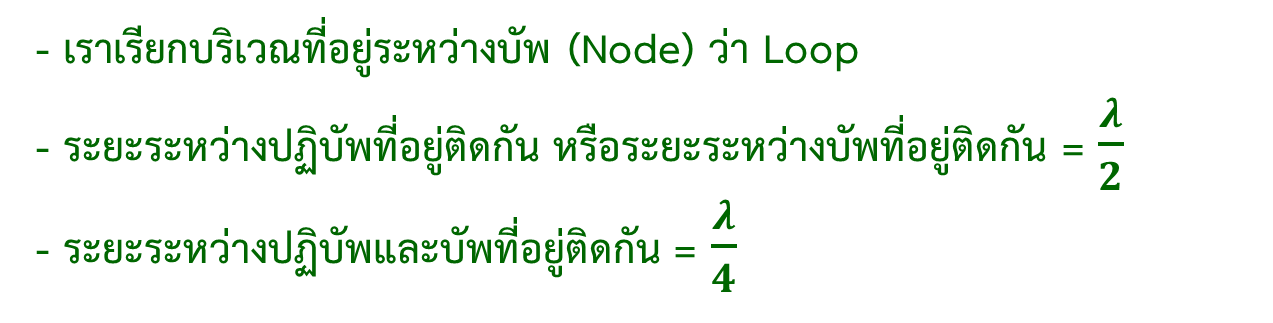 - เราเรียกบริเวณที่อยู่ระหว่างบัพ (Node) ว่า Loop
- ระยะระหว่างปฏิบัพที่อยู่ติดกัน หรือระยะระหว่างบัพที่อยู่ติดกัน = λ/2
- ระยะระหว่างปฏิบัพและบัพที่อยู่ติดกัน = λ/4